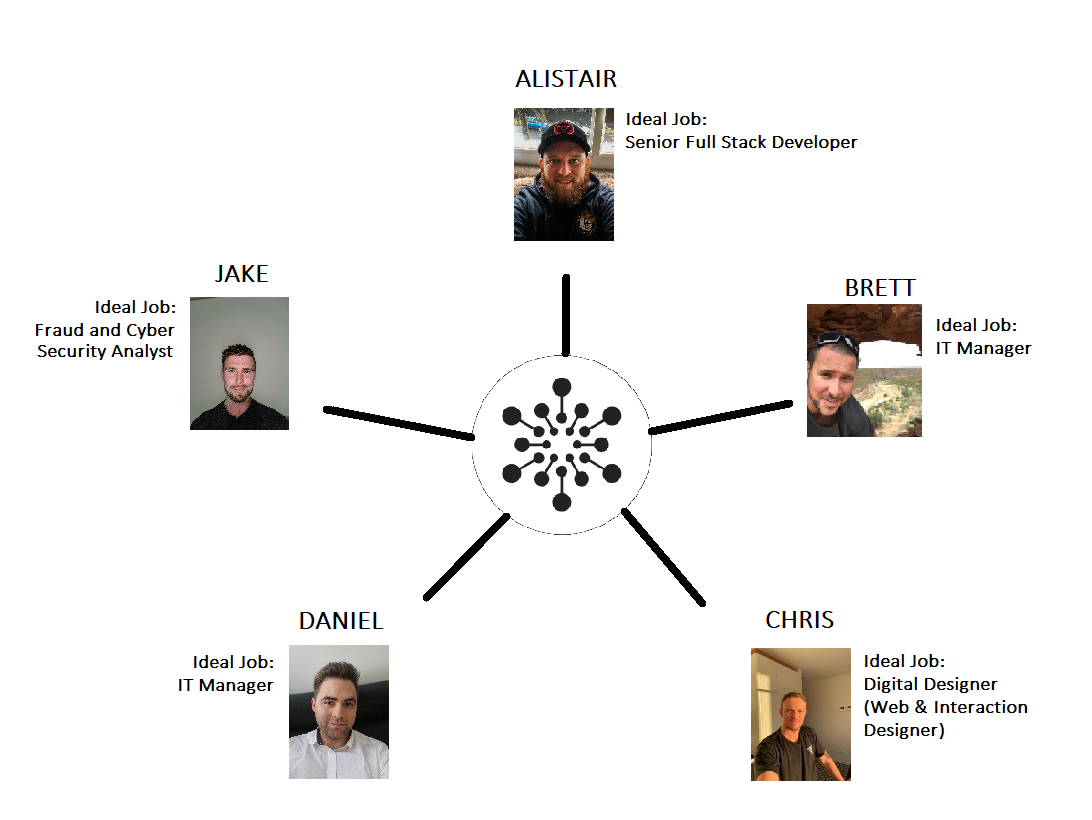 ALISTAIR
Ideal Job:
Senior Full Stack Developer
JAKE
Ideal Job:
Fraud and Cyber
Security Analyst
BRETT
Ideal Job:
IT Manager
DANIEL
Ideal Job:
IT Manager
CHRIS
Ideal Job:
Digital Designer
(Web & Interaction
Designer)